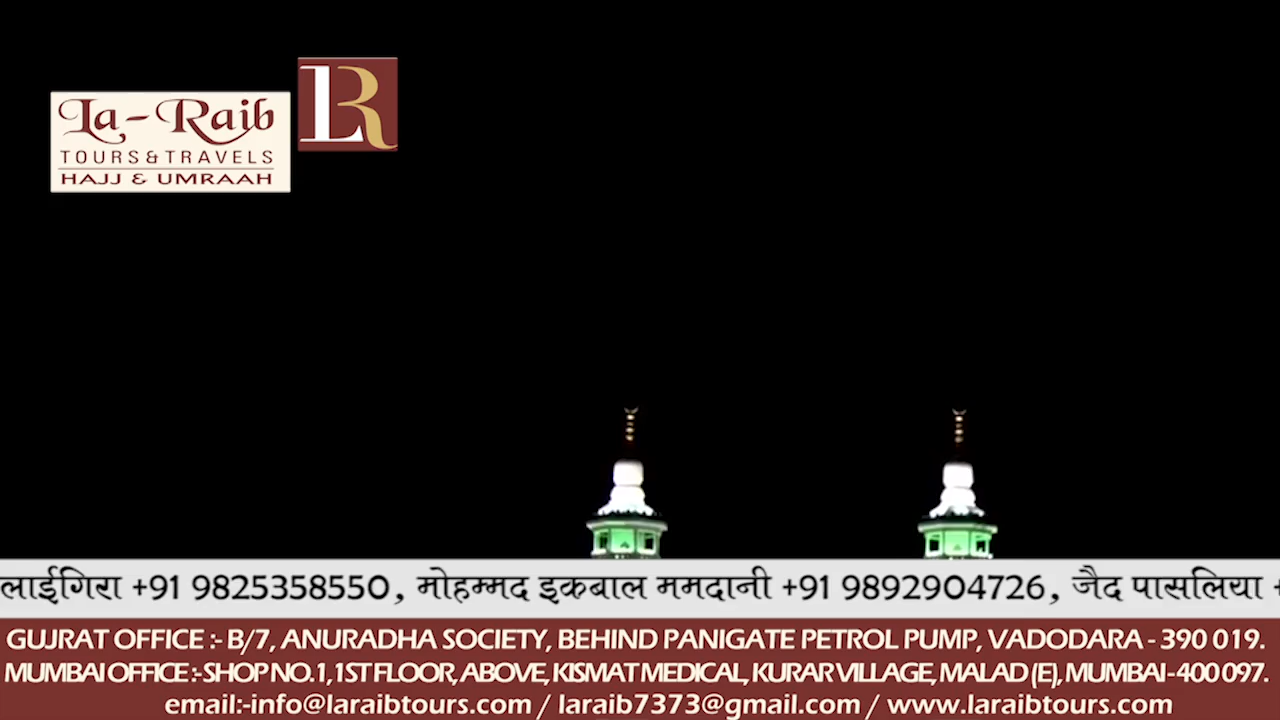 La-Raib
TOURS & TRAVELS
HAJJ & UMRAAH
LR
लाईगिरा +91 9825358550, मोहम्मद इकबाल ममदानी +91 9892904726, जैद पासलिया +
GUJRAT OFFICE :- B/7, ANURADHA SOCIETY, BEHIND PANIGATE PETROL PUMP, VADODARA - 390 019.
MUMBAI OFFICE :- SHOP NO. 1, 1ST FLOOR, ABOVE, KISMAT MEDICAL, KURAR VILLAGE, MALAD (E), MUMBAI - 400 097.
email:-info@laraibtours.com / laraib7373@gmail.com / www.laraibtours.com